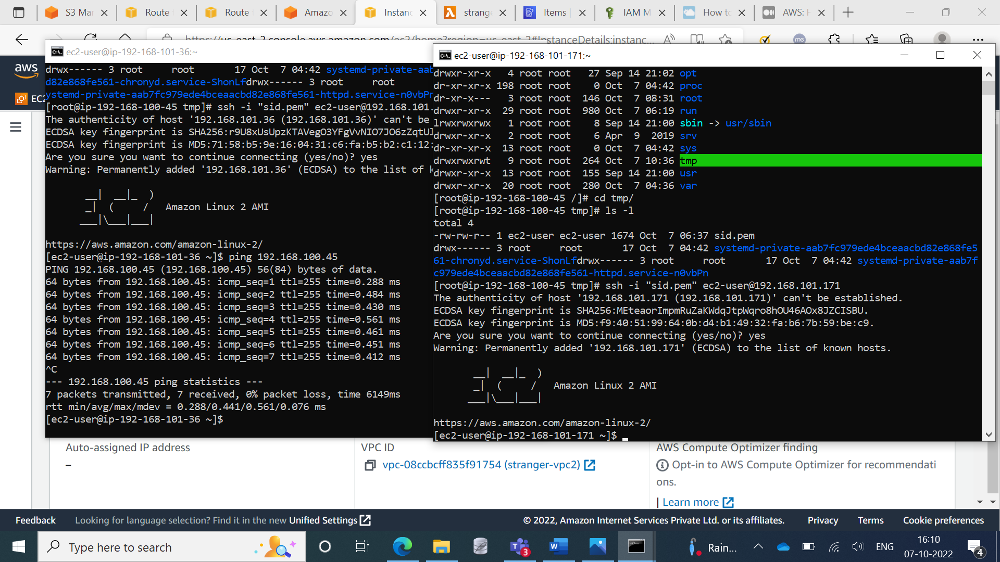 S3 Mar
Route
Route
Amazo
Instanc
strange
Items |
IAM M
How to
AWS: H
https://us-east-2.console.aws.amazon.com/ec2/home?region=us-east-2#InstanceDetails:instanc...
aws
EC2
ec2-user@ip-192-168-101-36:~
drwx------ 3 root     root       17 Oct  7 04:42 systemd-private-aab
d82e868fe561-chronyd.service-ShonLfdrwx------ 3 root     root
ystemd-private-aab7fc979ede4bceaacbd82e868fe561-httpd.service-n0vbPn
[root@ip-192-168-100-45 tmp]# ssh -i "sid.pem" ec2-user@192.168.101.
The authenticity of host '192.168.101.36 (192.168.101.36)' can't be
ECDSA key fingerprint is SHA256:r9U8xUsUpzKTAVegO3YFgVvNIO7JO6zZqtUl
ECDSA key fingerprint is MD5:71:58:b5:9e:16:04:31:c6:fa:b5:b2:c1:12:
Are you sure you want to continue connecting (yes/no)? yes
Warning: Permanently added '192.168.101.36' (ECDSA) to the list of k
__|  __|_  )
_|  (     /   Amazon Linux 2 AMI
___|\___|___|
https://aws.amazon.com/amazon-linux-2/
[ec2-user@ip-192-168-101-36 ~]$ ping 192.168.100.45
PING 192.168.100.45 (192.168.100.45) 56(84) bytes of data.
64 bytes from 192.168.100.45: icmp_seq=1 ttl=255 time=0.288 ms
64 bytes from 192.168.100.45: icmp_seq=2 ttl=255 time=0.484 ms
64 bytes from 192.168.100.45: icmp_seq=3 ttl=255 time=0.430 ms
64 bytes from 192.168.100.45: icmp_seq=4 ttl=255 time=0.561 ms
64 bytes from 192.168.100.45: icmp_seq=5 ttl=255 time=0.461 ms
64 bytes from 192.168.100.45: icmp_seq=6 ttl=255 time=0.451 ms
64 bytes from 192.168.100.45: icmp_seq=7 ttl=255 time=0.412 ms
^C
--- 192.168.100.45 ping statistics ---
7 packets transmitted, 7 received, 0% packet loss, time 6149ms
rtt min/avg/max/mdev = 0.288/0.441/0.561/0.076 ms
[ec2-user@ip-192-168-101-36 ~]$
ec2-user@ip-192-168-101-171:~
drwxr-xr-x   4 root root   27 Sep 14 21:02 opt
dr-xr-xr-x 198 root root    0 Oct  7 04:42 proc
dr-xr-x---   3 root root  146 Oct  7 08:31 root
drwxr-xr-x  29 root root  980 Oct  7 06:19 run
lrwxrwxrwx   1 root root    8 Sep 14 21:00 sbin -> usr/sbin
drwxr-xr-x   2 root root    6 Apr  9  2019 srv
dr-xr-xr-x  13 root root    0 Oct  7 04:42 sys
drwxrwxrwt   9 root root  264 Oct  7 10:36 tmp
drwxr-xr-x  13 root root  155 Sep 14 21:00 usr
drwxr-xr-x  20 root root  280 Oct  7 04:36 var
[root@ip-192-168-100-45 /]# cd tmp/
[root@ip-192-168-100-45 tmp]# ls -l
total 4
-rw-rw-r-- 1 ec2-user ec2-user 1674 Oct  7 06:37 sid.pem
drwx------ 3 root     root       17 Oct  7 04:42 systemd-private-aab7fc979ede4bceaacbd82e868fe5
61-chronyd.service-ShonLfdrwx------ 3 root     root       17 Oct  7 04:42 systemd-private-aab7f
c979ede4bceaacbd82e868fe561-httpd.service-n0vbPn
[root@ip-192-168-100-45 tmp]# ssh -i "sid.pem" ec2-user@192.168.101.171
The authenticity of host '192.168.101.171 (192.168.101.171)' can't be established.
ECDSA key fingerprint is SHA256:MEteaorImpmRuZaKWdqJtpWqro8hOU46AOx8JZCISBU.
ECDSA key fingerprint is MD5:f9:40:51:99:64:0b:d4:b1:49:32:fa:b6:7b:59:be:c9.
Are you sure you want to continue connecting (yes/no)? yes
Warning: Permanently added '192.168.101.171' (ECDSA) to the list of known hosts.
__|  __|_  )
_|  (     /   Amazon Linux 2 AMI
___|\___|___|
https://aws.amazon.com/amazon-linux-2/
[ec2-user@ip-192-168-101-171 ~]$
Auto-assigned IP address
–
VPC ID
vpc-08ccbcff835f91754 (stranger-vpc2)
AWS Compute Optimizer finding
Opt-in to AWS Compute Optimizer for recommendati
ons.
| Learn more
Feedback
Looking for language selection? Find it in the new Unified Settings
© 2022, Amazon Internet Services Private Ltd. or its affiliates.
Privacy
Terms
Cookie preferences
Type here to search
3
Rain...
ENG
16:10
07-10-2022
4